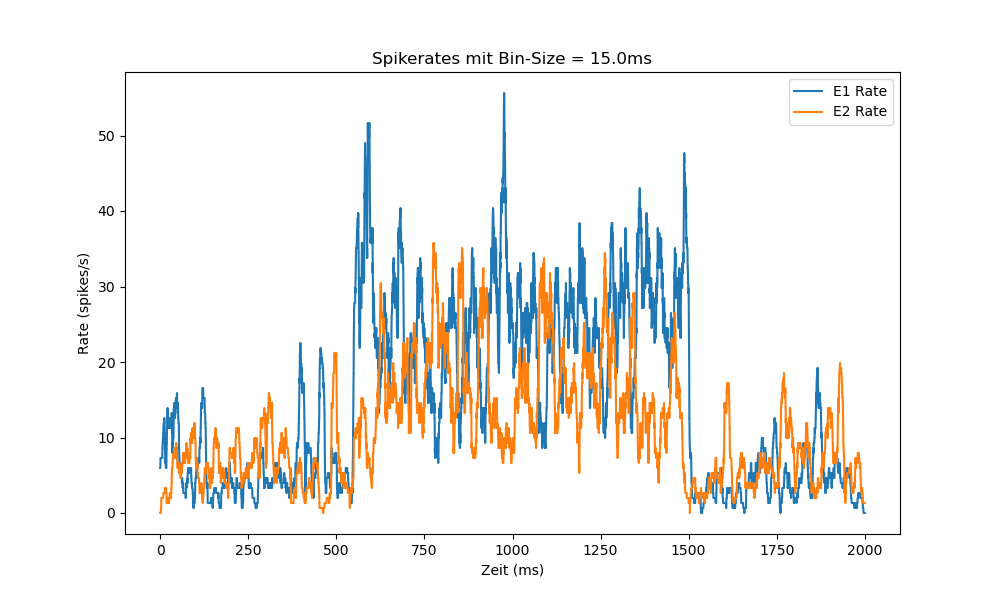 Spikerates mit Bin-Size = 15.0ms
E1 Rate
E2 Rate
Rate (spikes/s)
50
40
30
20
10
0
0 250 500 750 1000 1250 1500 1750 2000
Zeit (ms)